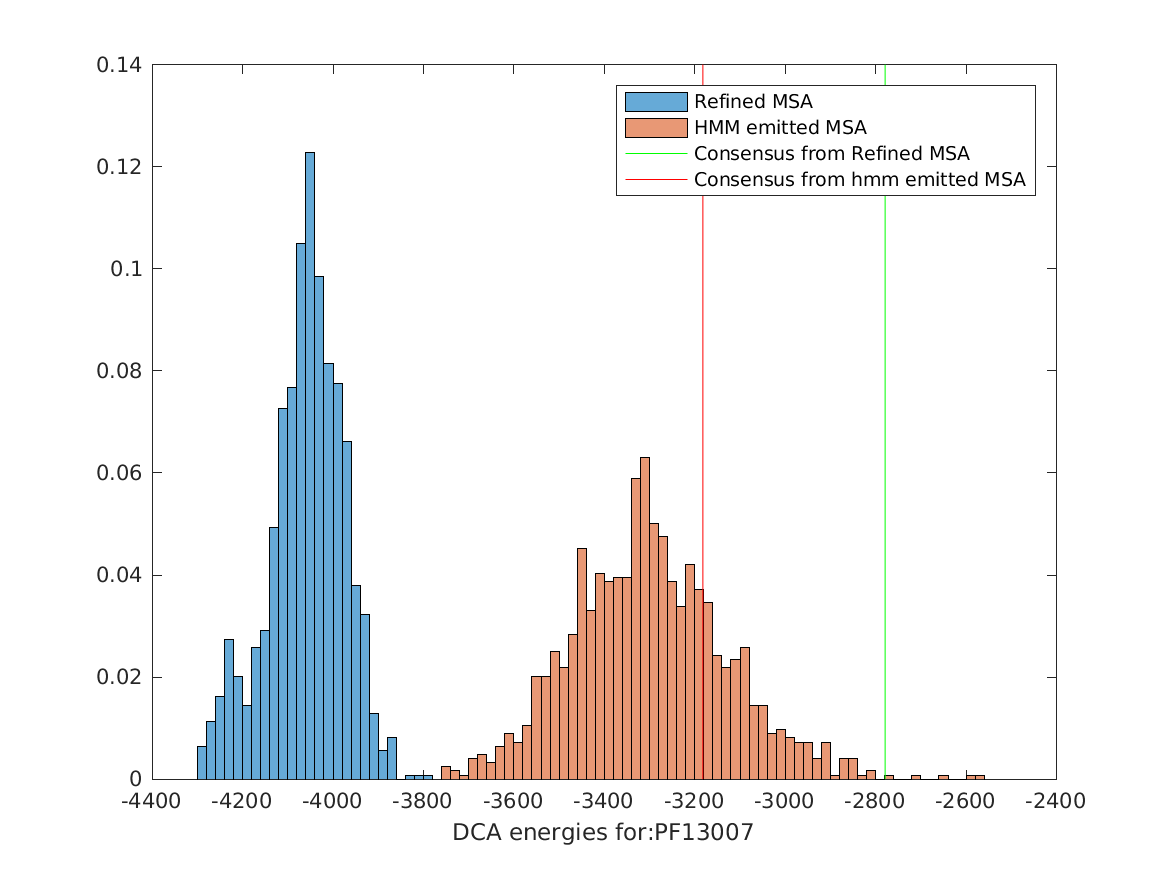 0.14
0.12
0.1
0.08
0.06
0.04
0.02
0
Refined MSA
HMM emitted MSA
Consensus from Refined MSA
Consensus from hmm emitted MSA
-4400 -4200 -4000 -3800 -3600 -3400 -3200 -3000 -2800 -2600 -2400
DCA energies for:PF13007